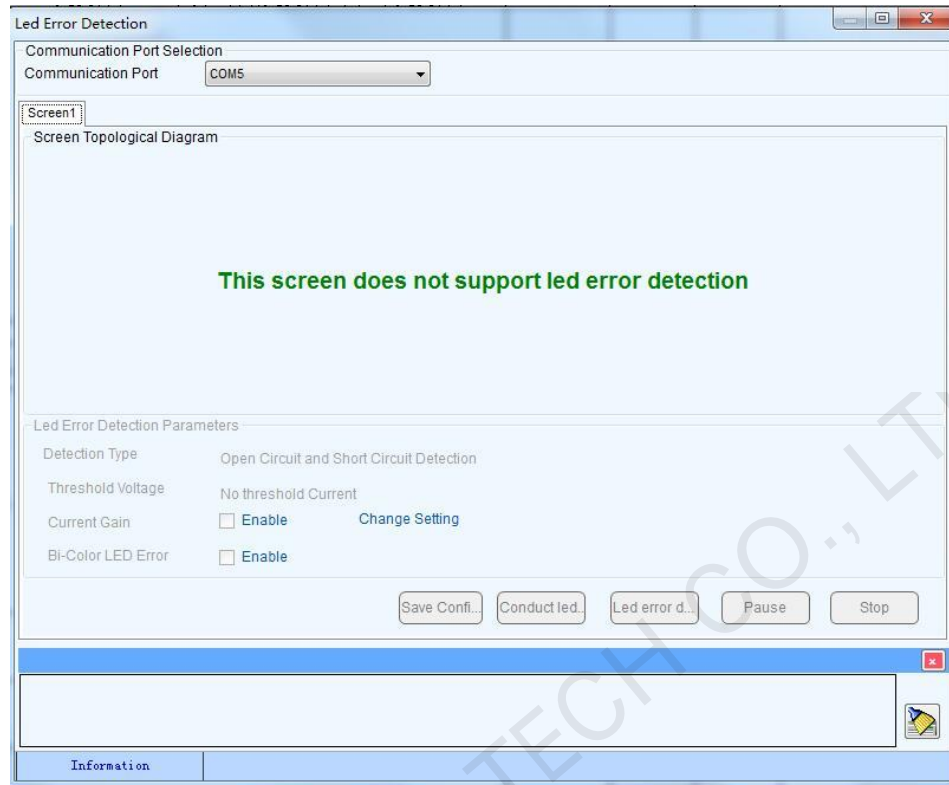 Led Error Detection
Communication Port Selection
Communication Port COM5
Screen1
Screen Topological Diagram
This screen does not support led error detection
Led Error Detection Parameters
Detection Type Open Circuit and Short Circuit Detection
Threshold Voltage No threshold Current
Current Gain Enable Change Setting
Bi-Color LED Error Enable
Save Confi... Conduct led... Led error d... Pause Stop
Information
TECH CO., LT